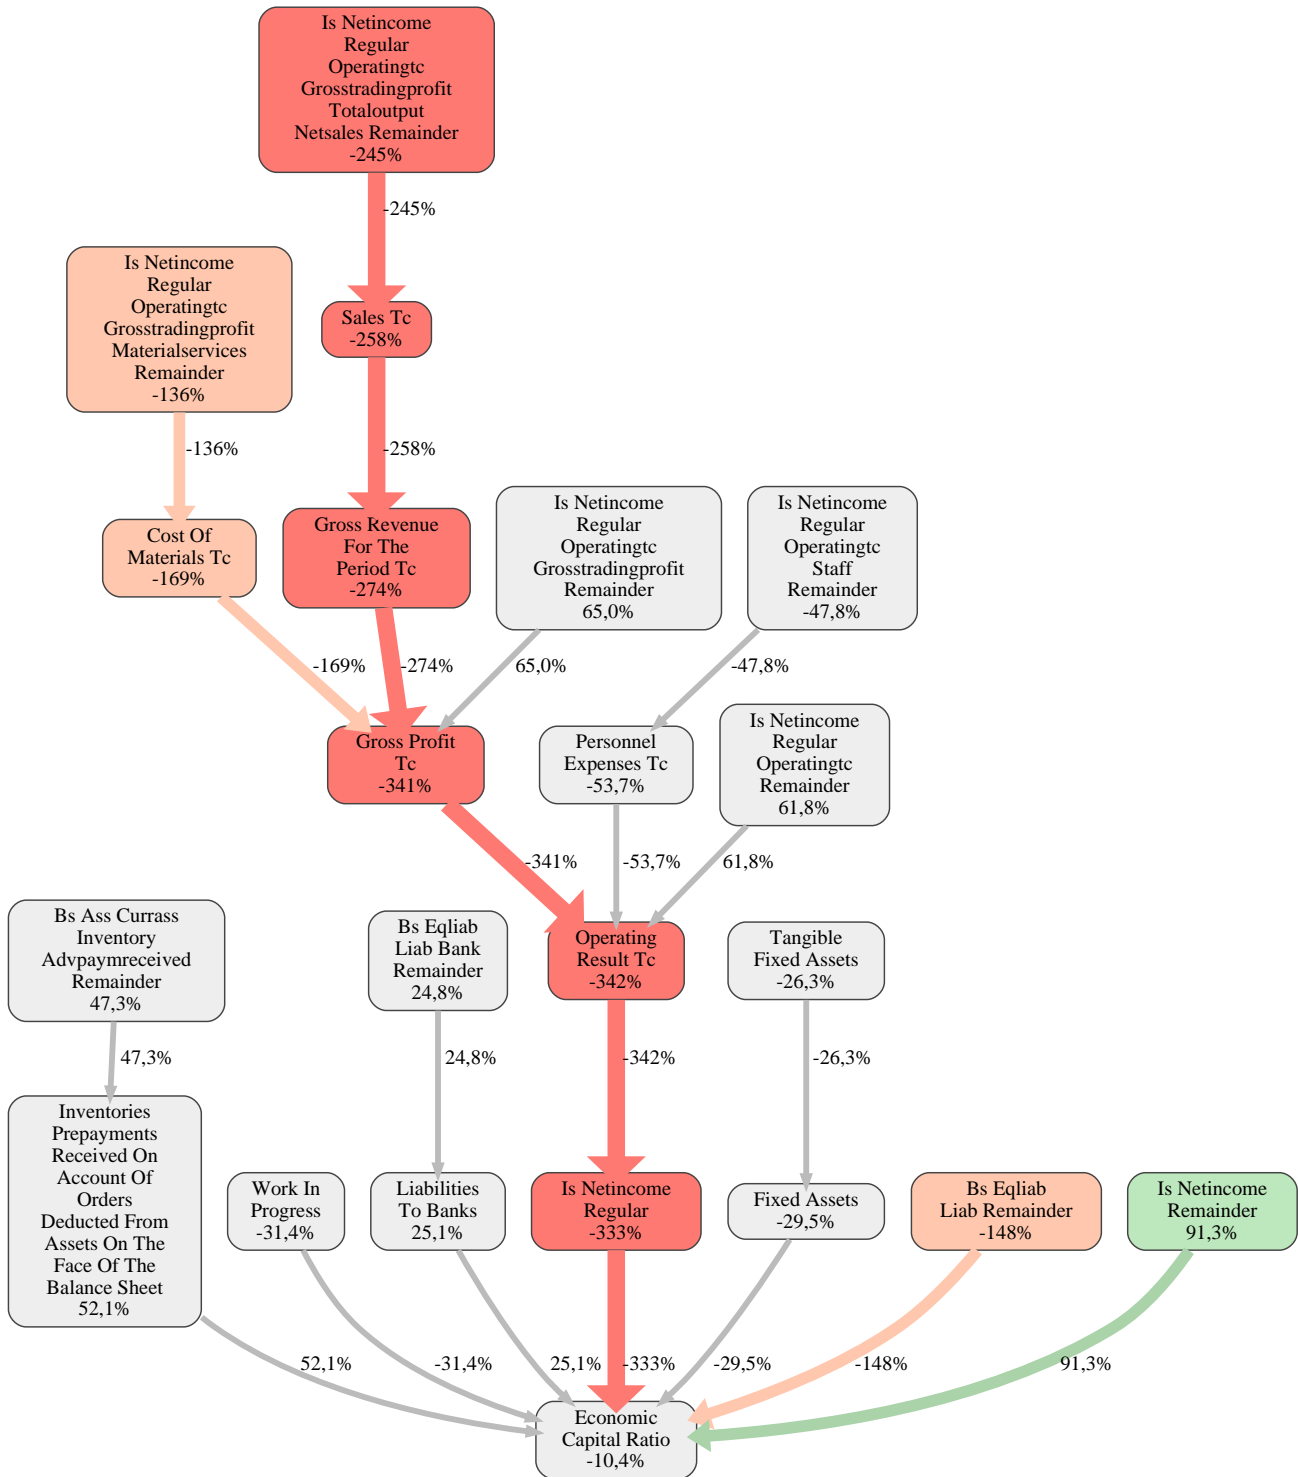 Is Netincome
Regular
Operatingtc
Grosstradingprofit
Totaloutput
Netsales Remainder
-245%
-245%
Is Netincome
Regular
Operatingtc
Grosstradingprofit
Materialservices
Remainder
-136%
Sales Tc
-258%
-136%
-258%
Cost Of
Materials Tc
-169%
Gross Revenue
For The
Period Tc
-274%
Is Netincome
Regular
Operatingtc
Grosstradingprofit
Remainder
65,0%
Is Netincome
Regular
Operatingtc
Staff
Remainder
-47,8%
-169%
-274%
65,0%
-47,8%
Gross Profit
Tc
-341%
Personnel
Expenses Tc
-53,7%
Is Netincome
Regular
Operatingtc
Remainder
61,8%
-341%
-53,7%
61,8%
Bs Ass Currass
Inventory
Advpaymreceived
Remainder
47,3%
Bs Eqliab
Liab Bank
Remainder
24,8%
Operating
Result Tc
-342%
Tangible
Fixed Assets
-26,3%
47,3%
24,8%
-342%
-26,3%
Inventories
Prepayments
Received On
Account Of
Orders
Deducted From
Assets On The
Face Of The
Balance Sheet
52,1%
Work In
Progress
-31,4%
Liabilities
To Banks
25,1%
Is Netincome
Regular
-333%
Fixed Assets
-29,5%
Bs Eqliab
Liab Remainder
-148%
Is Netincome
Remainder
91,3%
52,1%
-31,4%
25,1%
-333%
-29,5%
-148%
91,3%
Economic
Capital Ratio
-10,4%